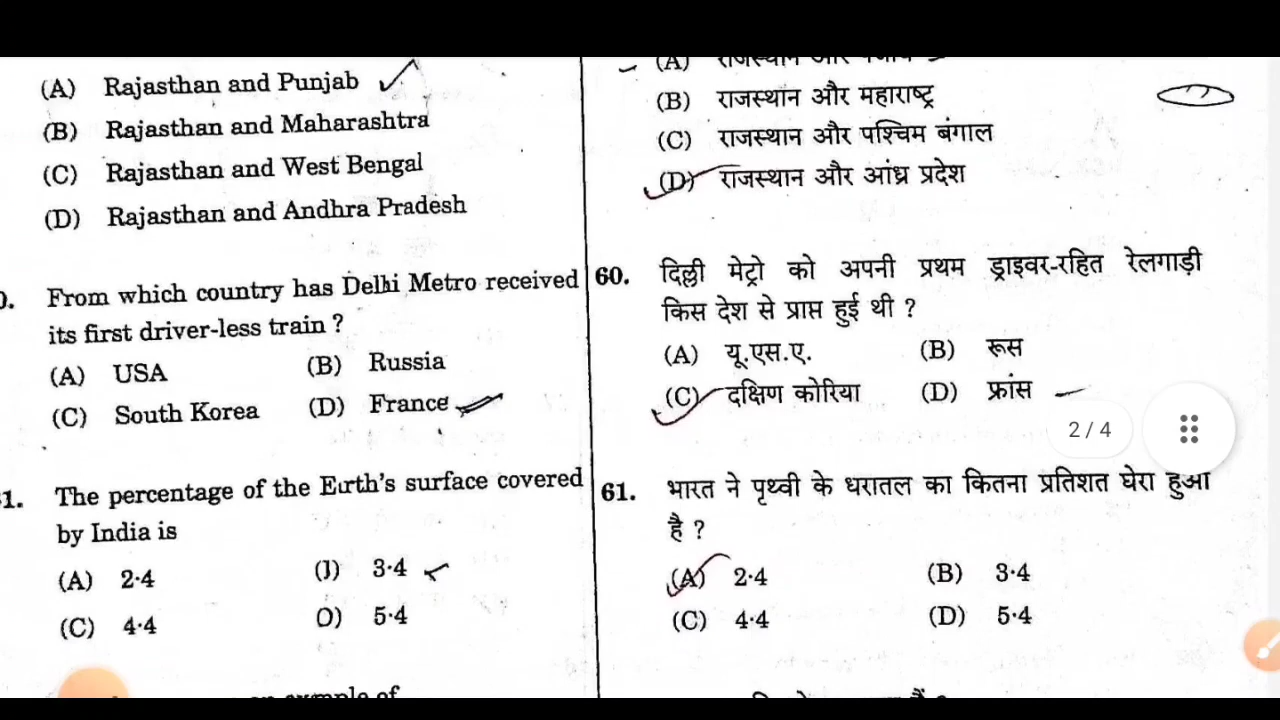 (A) Rajasthan and Punjab
(B) Rajasthan and Maharashtra
(C) Rajasthan and West Bengal
(D) Rajasthan and Andhra Pradesh
0. From which country has Delhi Metro received
its first driver-less train ?
(A) USA (B) Russia
(C) South Korea (D) France
61. The percentage of the Earth's surface covered
by India is
(A) 2·4 (I) 3·4
(C) 4·4 O) 5·4
(A) राजस्थान और पंजाब
(B) राजस्थान और महाराष्ट्र
(C) राजस्थान और पश्चिम बंगाल
(D) राजस्थान और आंध्र प्रदेश
60. दिल्ली मेट्रो को अपनी प्रथम ड्राइवर-रहित रेलगाड़ी
किस देश से प्राप्त हुई थी ?
(A) यू.एस.ए. (B) रूस
(C) दक्षिण कोरिया (D) फ्रांस
2 / 4
61. भारत ने पृथ्वी के धरातल का कितना प्रतिशत घेरा हुआ
है ?
(A) 2·4 (B) 3·4
(C) 4·4 (D) 5·4